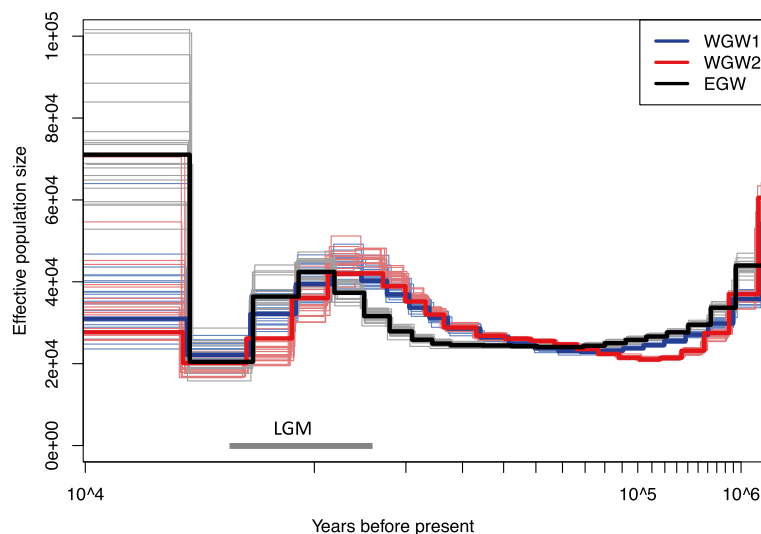 1e+05
8e+04
6e+04
4e+04
2e+04
0e+00
Effective population size
WGW1
WGW2
EGW
LGM
10^4
10^5
10^6
Years before present